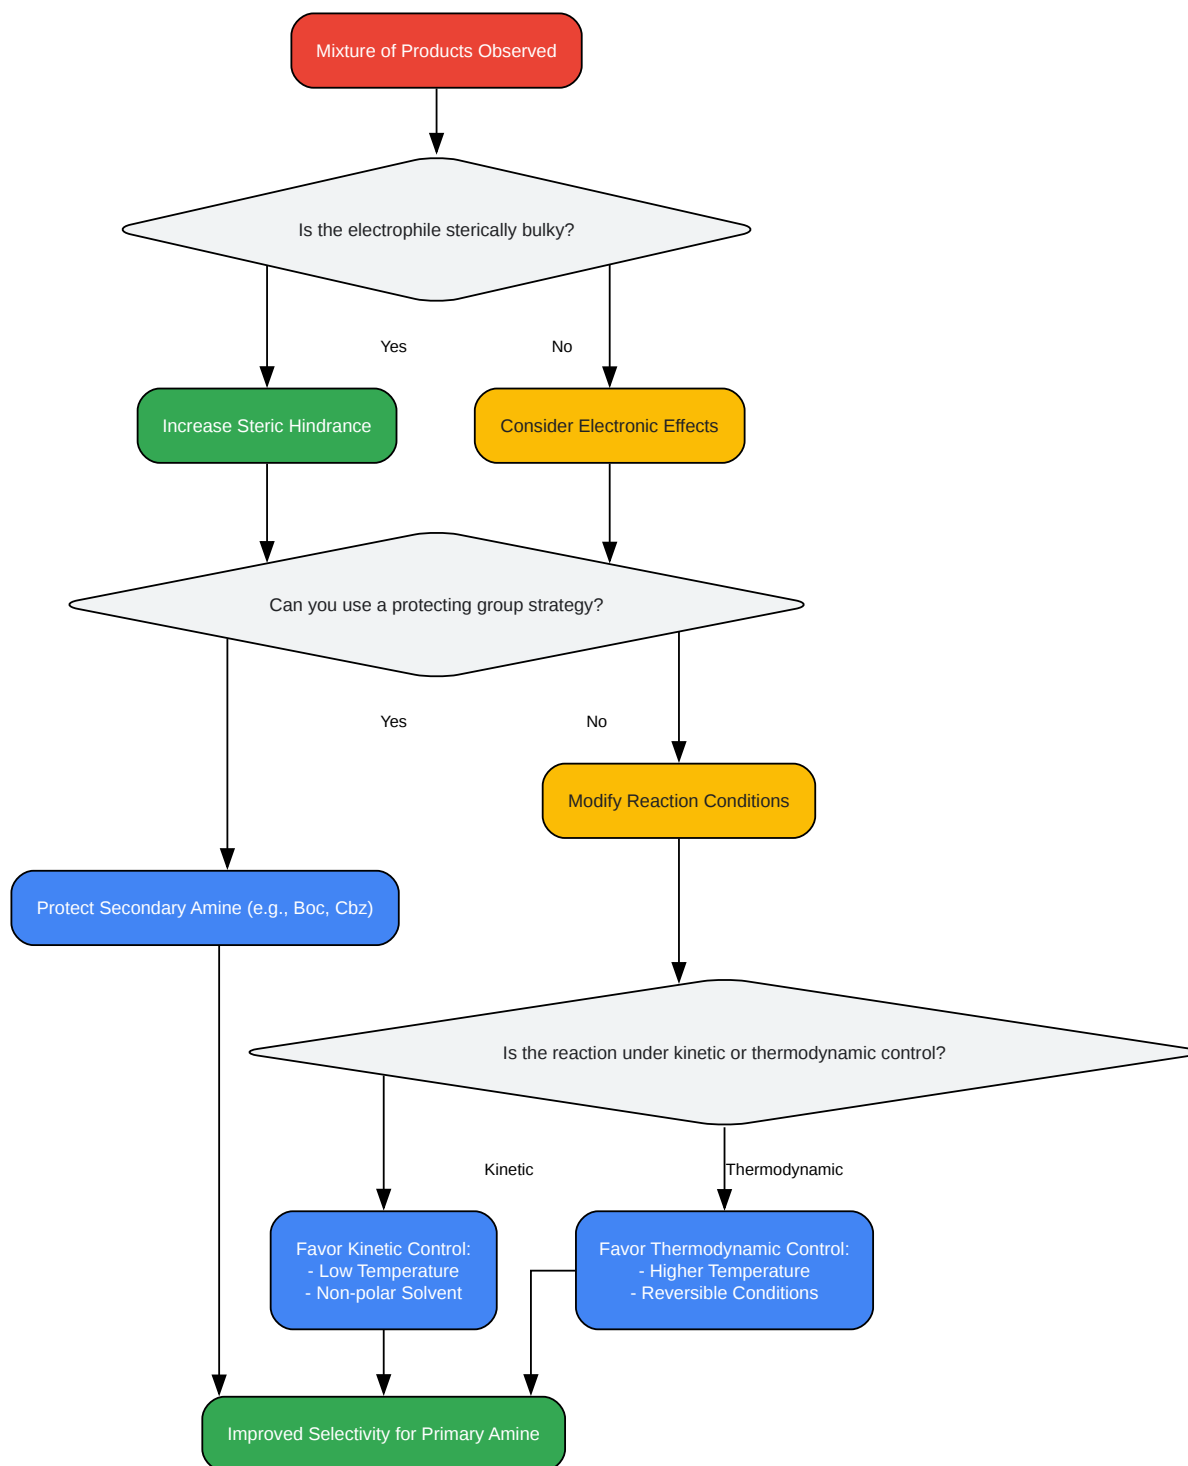 Mixture of Products Observed
Is the electrophile sterically bulky?
Yes
No
Increase Steric Hindrance
Consider Electronic Effects
Can you use a protecting group strategy?
Yes
No
Modify Reaction Conditions
Protect Secondary Amine (e.g., Boc, Cbz)
Is the reaction under kinetic or thermodynamic control?
Kinetic
Thermodynamic
Favor Kinetic Control:
- Low Temperature
- Non-polar Solvent
Favor Thermodynamic Control:
- Higher Temperature
- Reversible Conditions
Improved Selectivity for Primary Amine